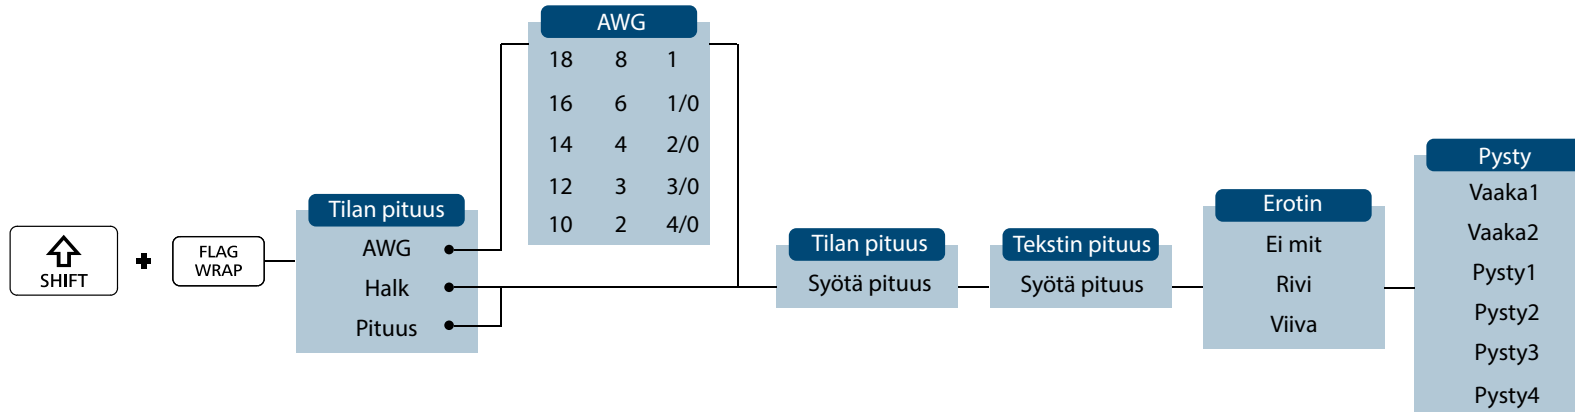 SHIFT
FLAG
WRAP
Tilan pituus
AWG
Halk
Pituus
AWG
18 8 1
16 6 1/0
14 4 2/0
12 3 3/0
10 2 4/0
Tilan pituus
Syötä pituus
Tekstin pituus
Syötä pituus
Erotin
Ei mit
Rivi
Viiva
Pysty
Vaaka1
Vaaka2
Pysty1
Pysty2
Pysty3
Pysty4